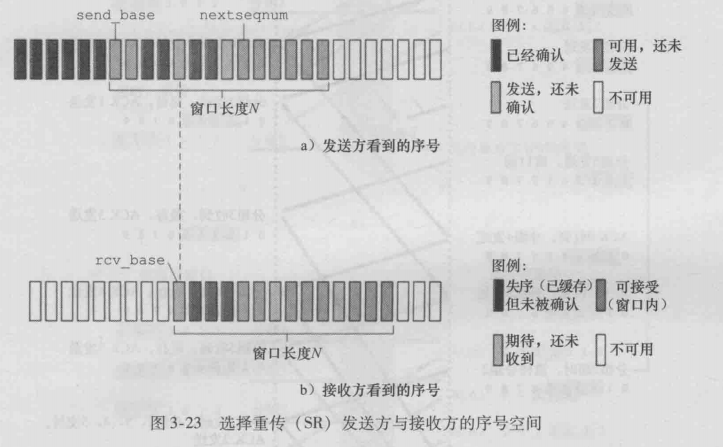 send_base
nextseqnum
窗口长度N
a）发送方看到的序号
图例：
已经确认
可用，还未
发送
发送，还未
确认
不可用
rcv_base
窗口长度N
b）接收方看到的序号
图例：
失序（已缓存）
但未被确认
可接受
（窗口内）
期待，还未
收到
不可用
图 3-23 选择重传（SR）发送方与接收方的序号空间